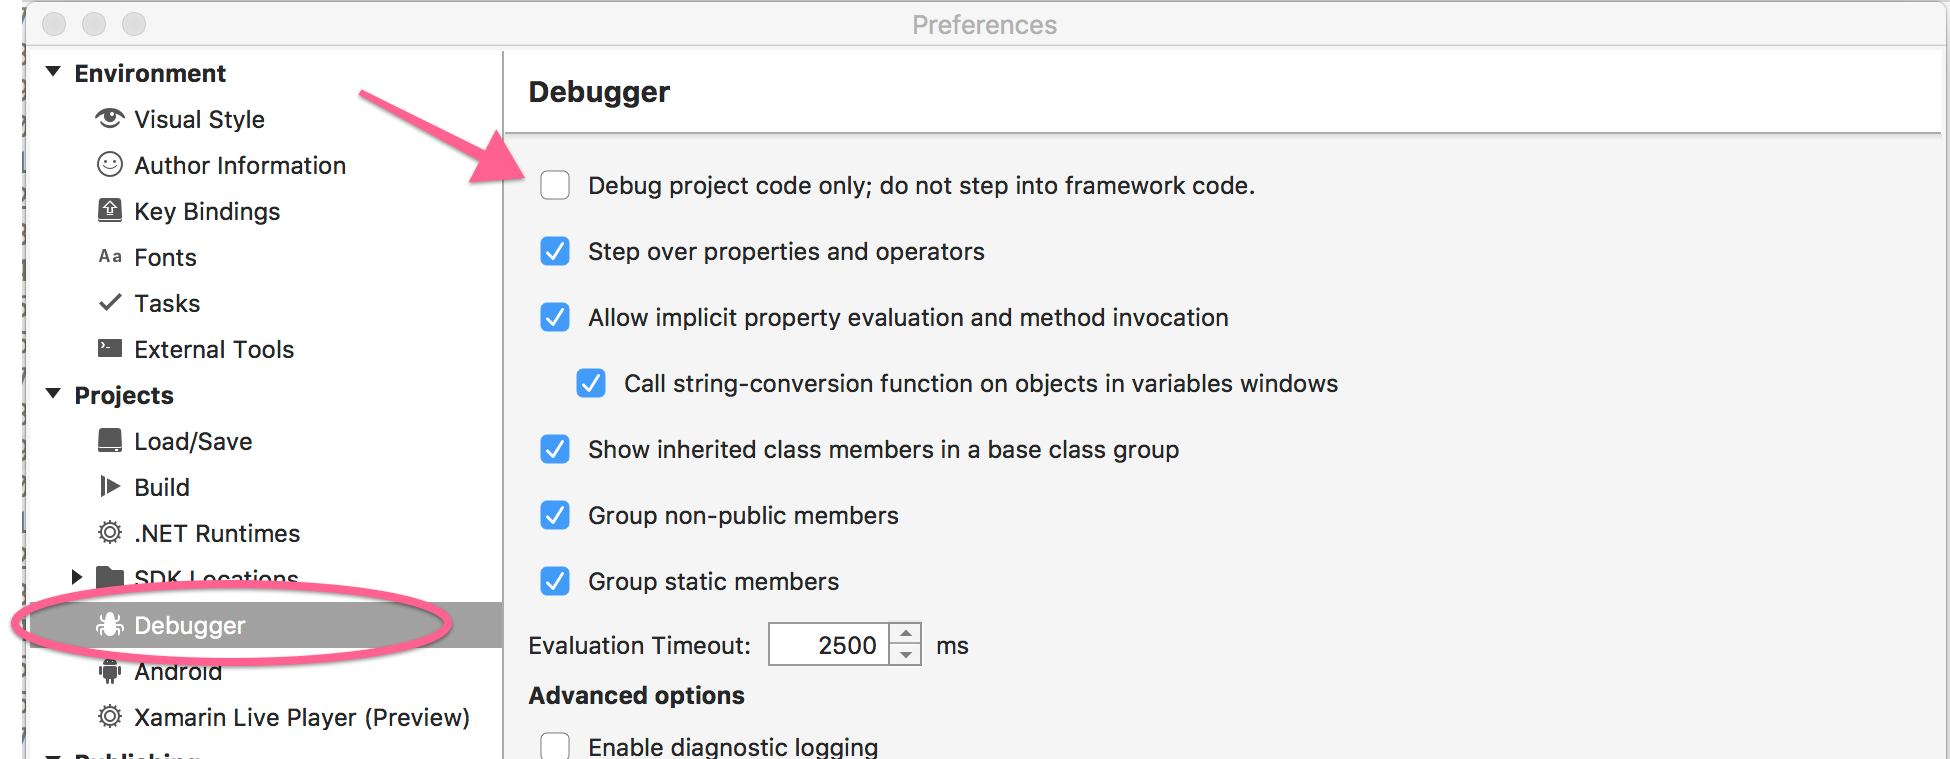 Preferences
Environment
Visual Style
Author Information
Key Bindings
Aa Fonts
Tasks
External Tools
Projects
Load/Save
Build
.NET Runtimes
SDK Locations
Debugger
Android
Xamarin Live Player (Preview)
Publishing
Debugger
Debug project code only; do not step into framework code.
Step over properties and operators
Allow implicit property evaluation and method invocation
Call string-conversion function on objects in variables windows
Show inherited class members in a base class group
Group non-public members
Group static members
Evaluation Timeout: 2500 ms
Advanced options
Enable diagnostic logging